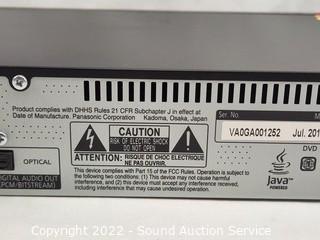 Product complies with DHHS Rules 21 CFR Subchapter J in effect at
Date of Manufacture. Panasonic Corporation Kadoma, Osaka, Japan
CAUTION
RISK OF ELECTRIC SHOCK
DO NOT OPEN
ATTENTION: RISQUE DE CHOC ELECTRIQUE
NE PAS OUVRIR
This device complies with Part 15 of the FCC Rules. Operation is subject to the
following two conditions: (1) This device may not cause harmful
interference, and (2) this device must accept any interference received,
including interference that may cause undesired operation.
OPTICAL
DIGITAL AUDIO OUT
(PCM/BITSTREAM)
Ser. No.
M
VA0GA001252
Jul. 201
DVD
Java
POWERED
Copyright 2022 - Sound Auction Service